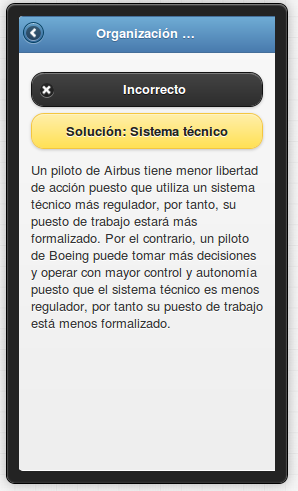 Organización ...
Incorrecto
Solución: Sistema técnico
Un piloto de Airbus tiene menor libertad
de acción puesto que utiliza un sistema
técnico más regulador, por tanto, su
puesto de trabajo estará más
formalizado. Por el contrario, un piloto
de Boeing puede tomar más decisiones
y operar con mayor control y autonomía
puesto que el sistema técnico es menos
regulador, por tanto su puesto de trabajo
está menos formalizado.